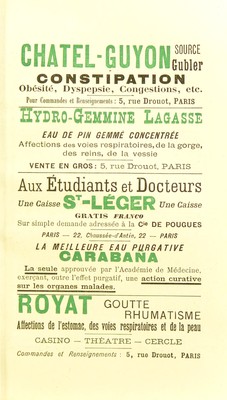 CHATEL-GUYON SOURCE Gubler
CONSTIPATION
Obésité, Dyspepsie, Congestions, etc.
Pour Commandes et Renseignements : 5, rue Drouot, PARIS
HYDRO-GEMMINE LAGASSE
EAU DE PIN GEMMÉ CONCENTRÉE
Affections des voies respiratoires, de la gorge,
des reins, de la vessie
VENTE EN GROS : 5, rue Drouot, PARIS
Aux Étudiants et Docteurs
Une Caisse ST-LÉGER Une Caisse
GRATIS FRANCO
Sur simple demande adressée à la Cie DE POUGUES
PARIS — 22, Chaussée-d'Antin, 22 — PARIS
LA MEILLEURE EAU PURGATIVE
CARABANA
La seule approuvée par l'Académie de Médecine,
exerçant, outre l'effet purgatif, une action curative
sur les organes malades.
ROYAT GOUTTE
RHUMATISME
Affections de l'estomac, des voies respiratoires et de la peau
CASINO — THÉATRE — CERCLE
Commandes et Renseignements : 5, rue Drouot, PARIS